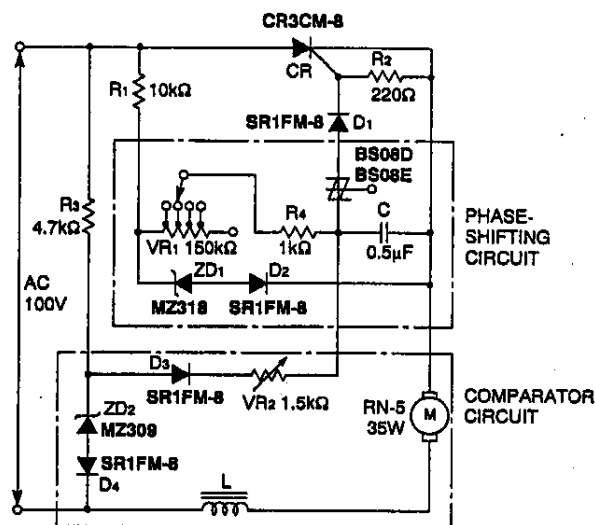 CR3CM-8
CR
R2
220Ω
R1
10kΩ
SR1FM-8
D1
BS08D
BS08E
R3
4.7kΩ
R4
1kΩ
C
0.5μF
PHASE-
SHIFTING
CIRCUIT
VR1 150kΩ
ZD1
D2
MZ318
SR1FM-8
AC
100V
D3
SR1FM-8
VR2 1.5kΩ
COMPARATOR
CIRCUIT
RN-5
35W
M
ZD2
MZ309
SR1FM-8
D4
L